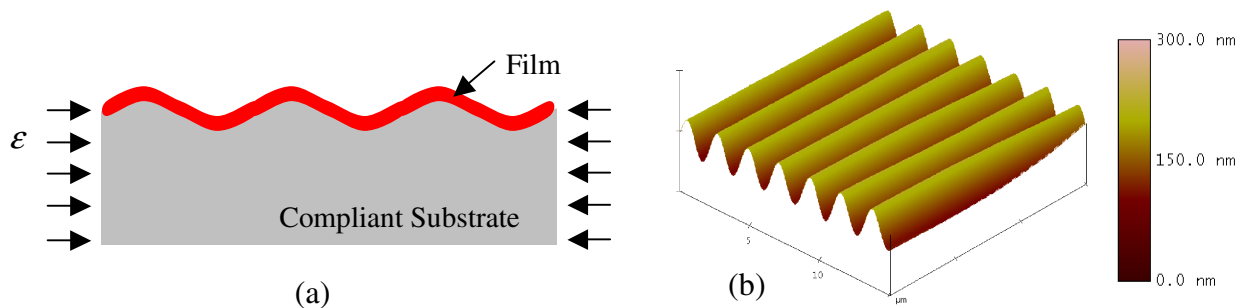 Film
ε
Compliant Substrate
(a)
5
10
µm
(b)
300.0 nm
150.0 nm
0.0 nm